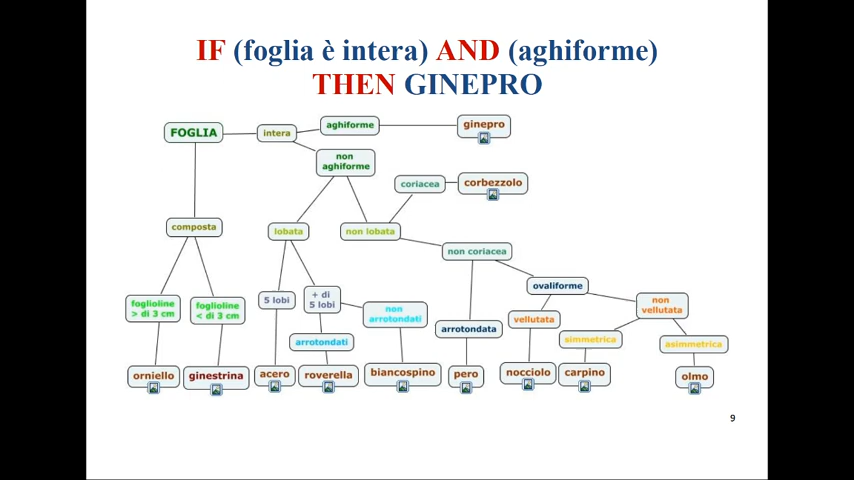 IF (foglia è intera) AND (aghiforme)
THEN GINEPRO
FOGLIA
intera
aghiforme
ginepro
non
aghiforme
coriacea
corbezzolo
composta
lobata
non lobata
non coriacea
ovaliforme
foglioline
> di 3 cm
foglioline
< di 3 cm
5 lobi
+ di
5 lobi
non
arrotondati
non
vellutata
vellutata
arrotondata
arrotondati
simmetrica
asimmetrica
orniello
ginestrina
acero
roverella
biancospino
pero
nocciolo
carpino
olmo
9